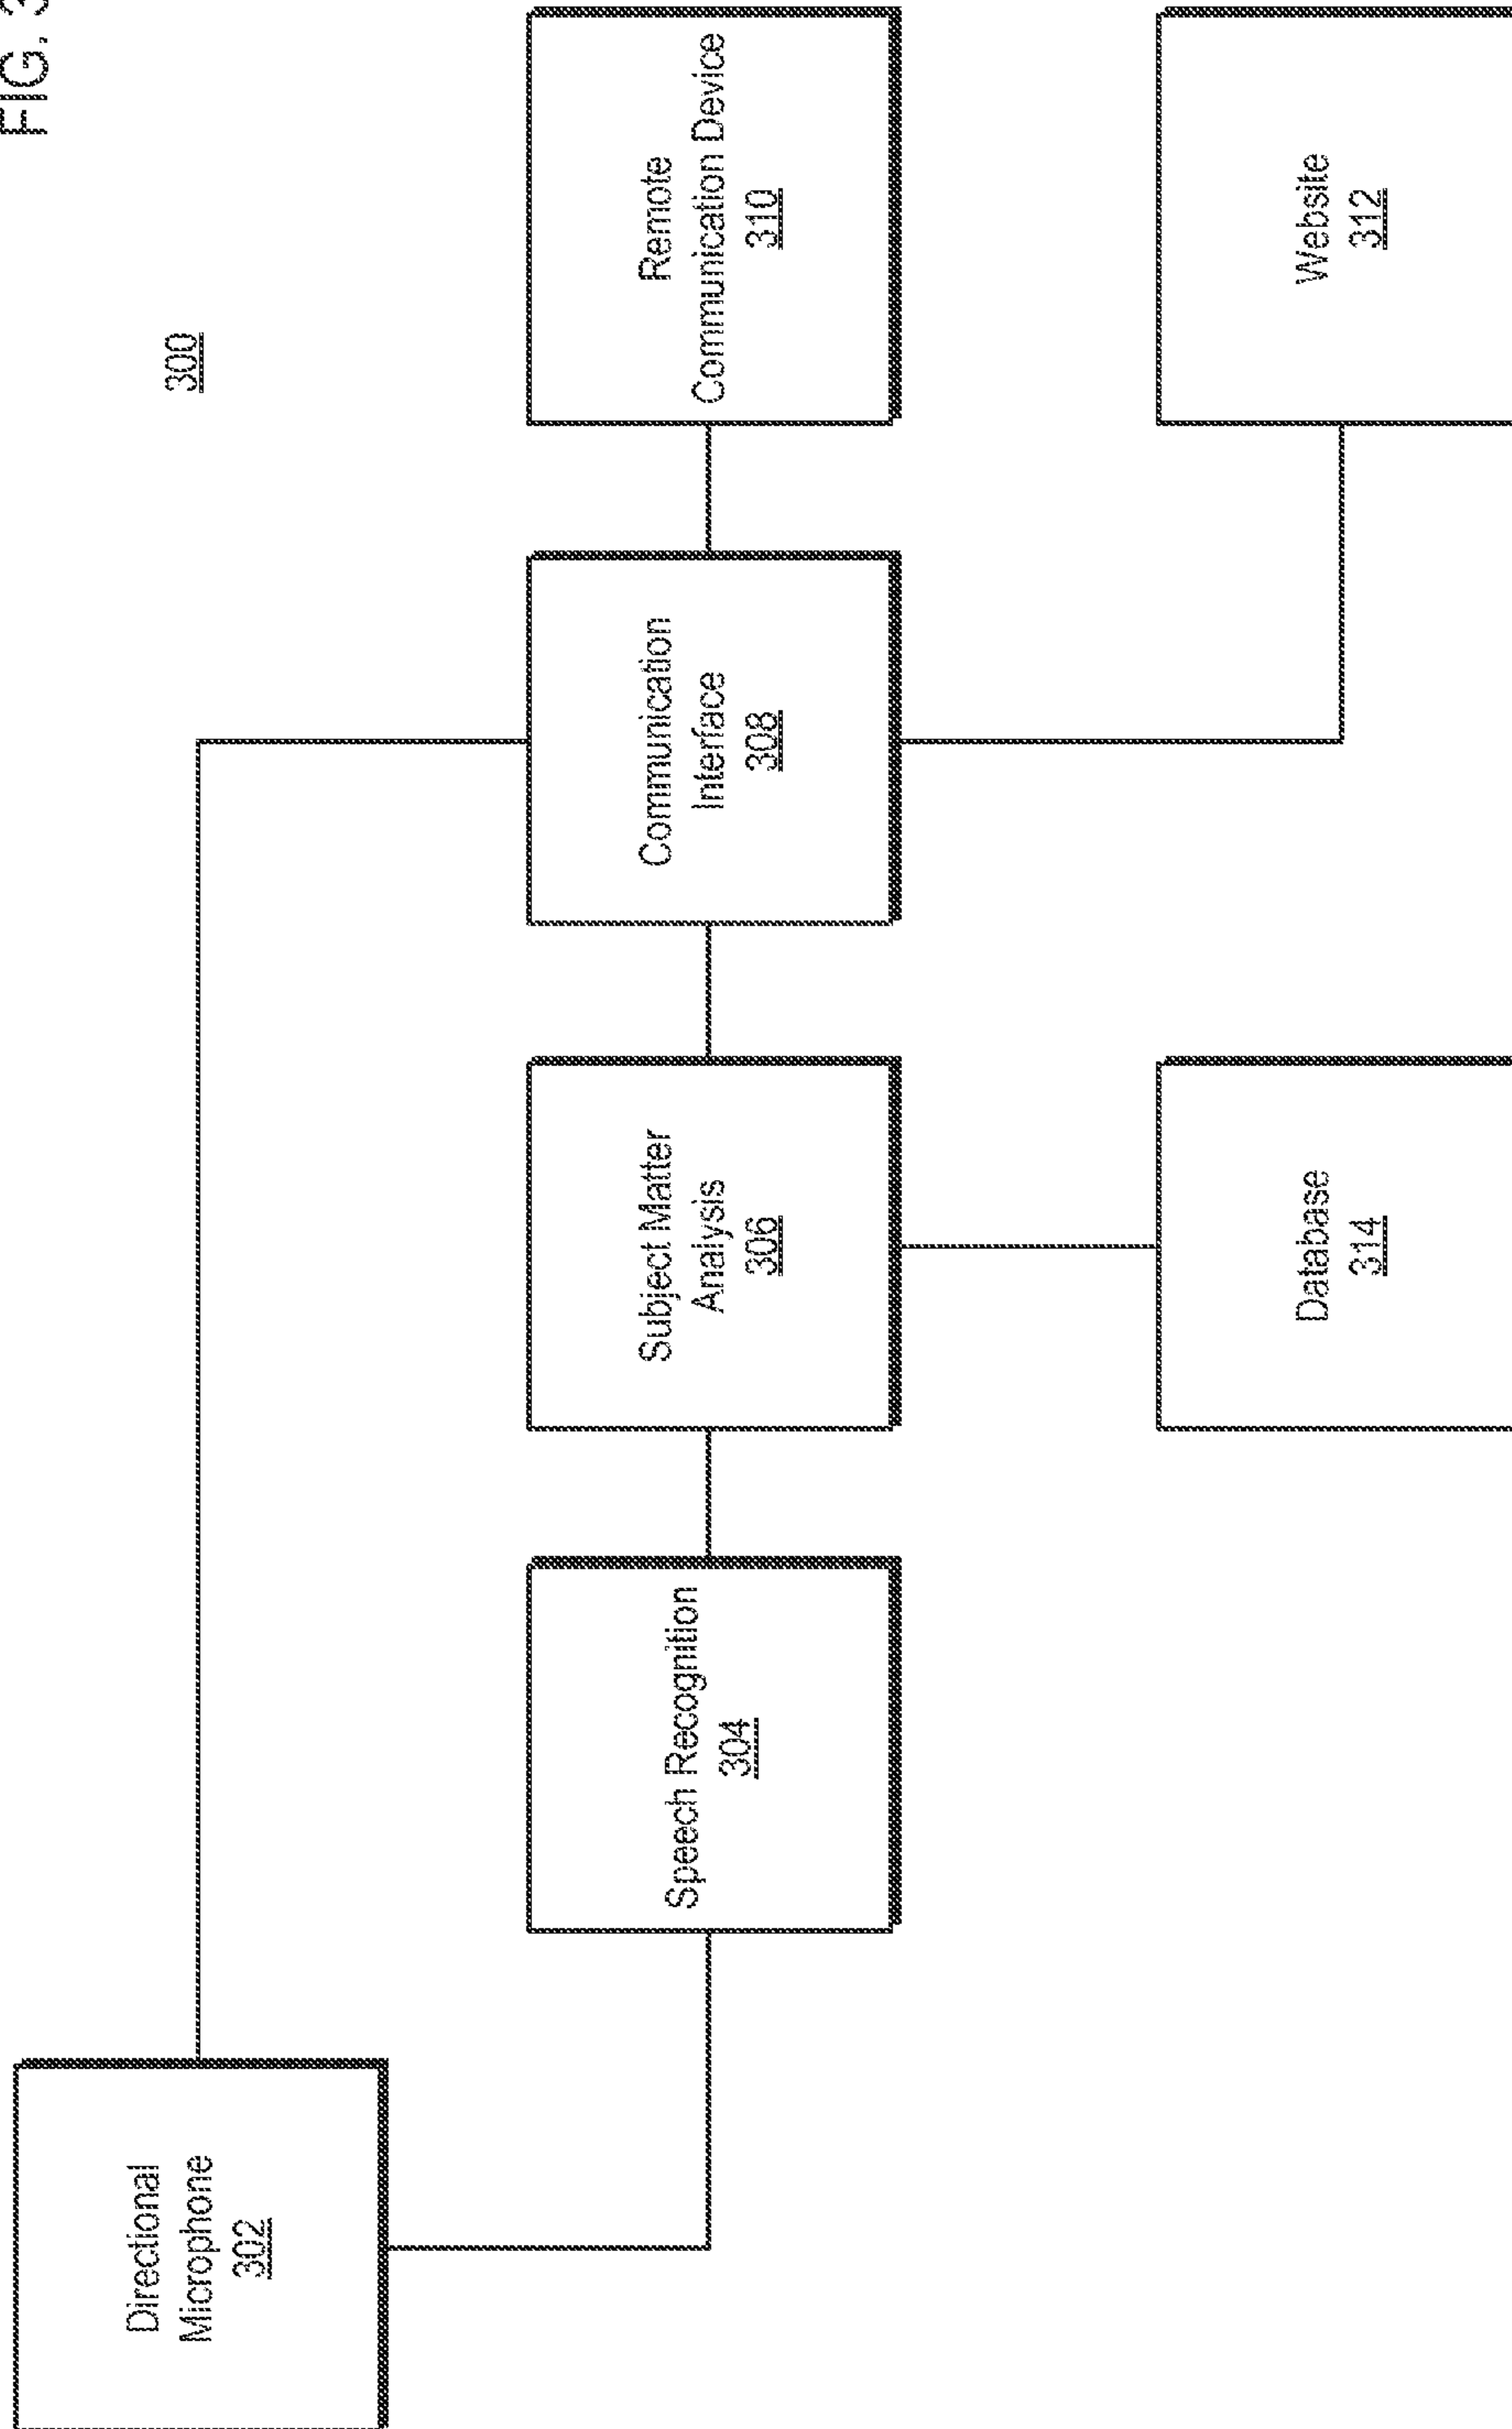 FIG. 3
300
Directional
Microphone
302
Speech Recognition
304
Subject Matter
Analysis
306
Communication
Interface
308
Remote
Communication Device
310
Database
314
Website
312